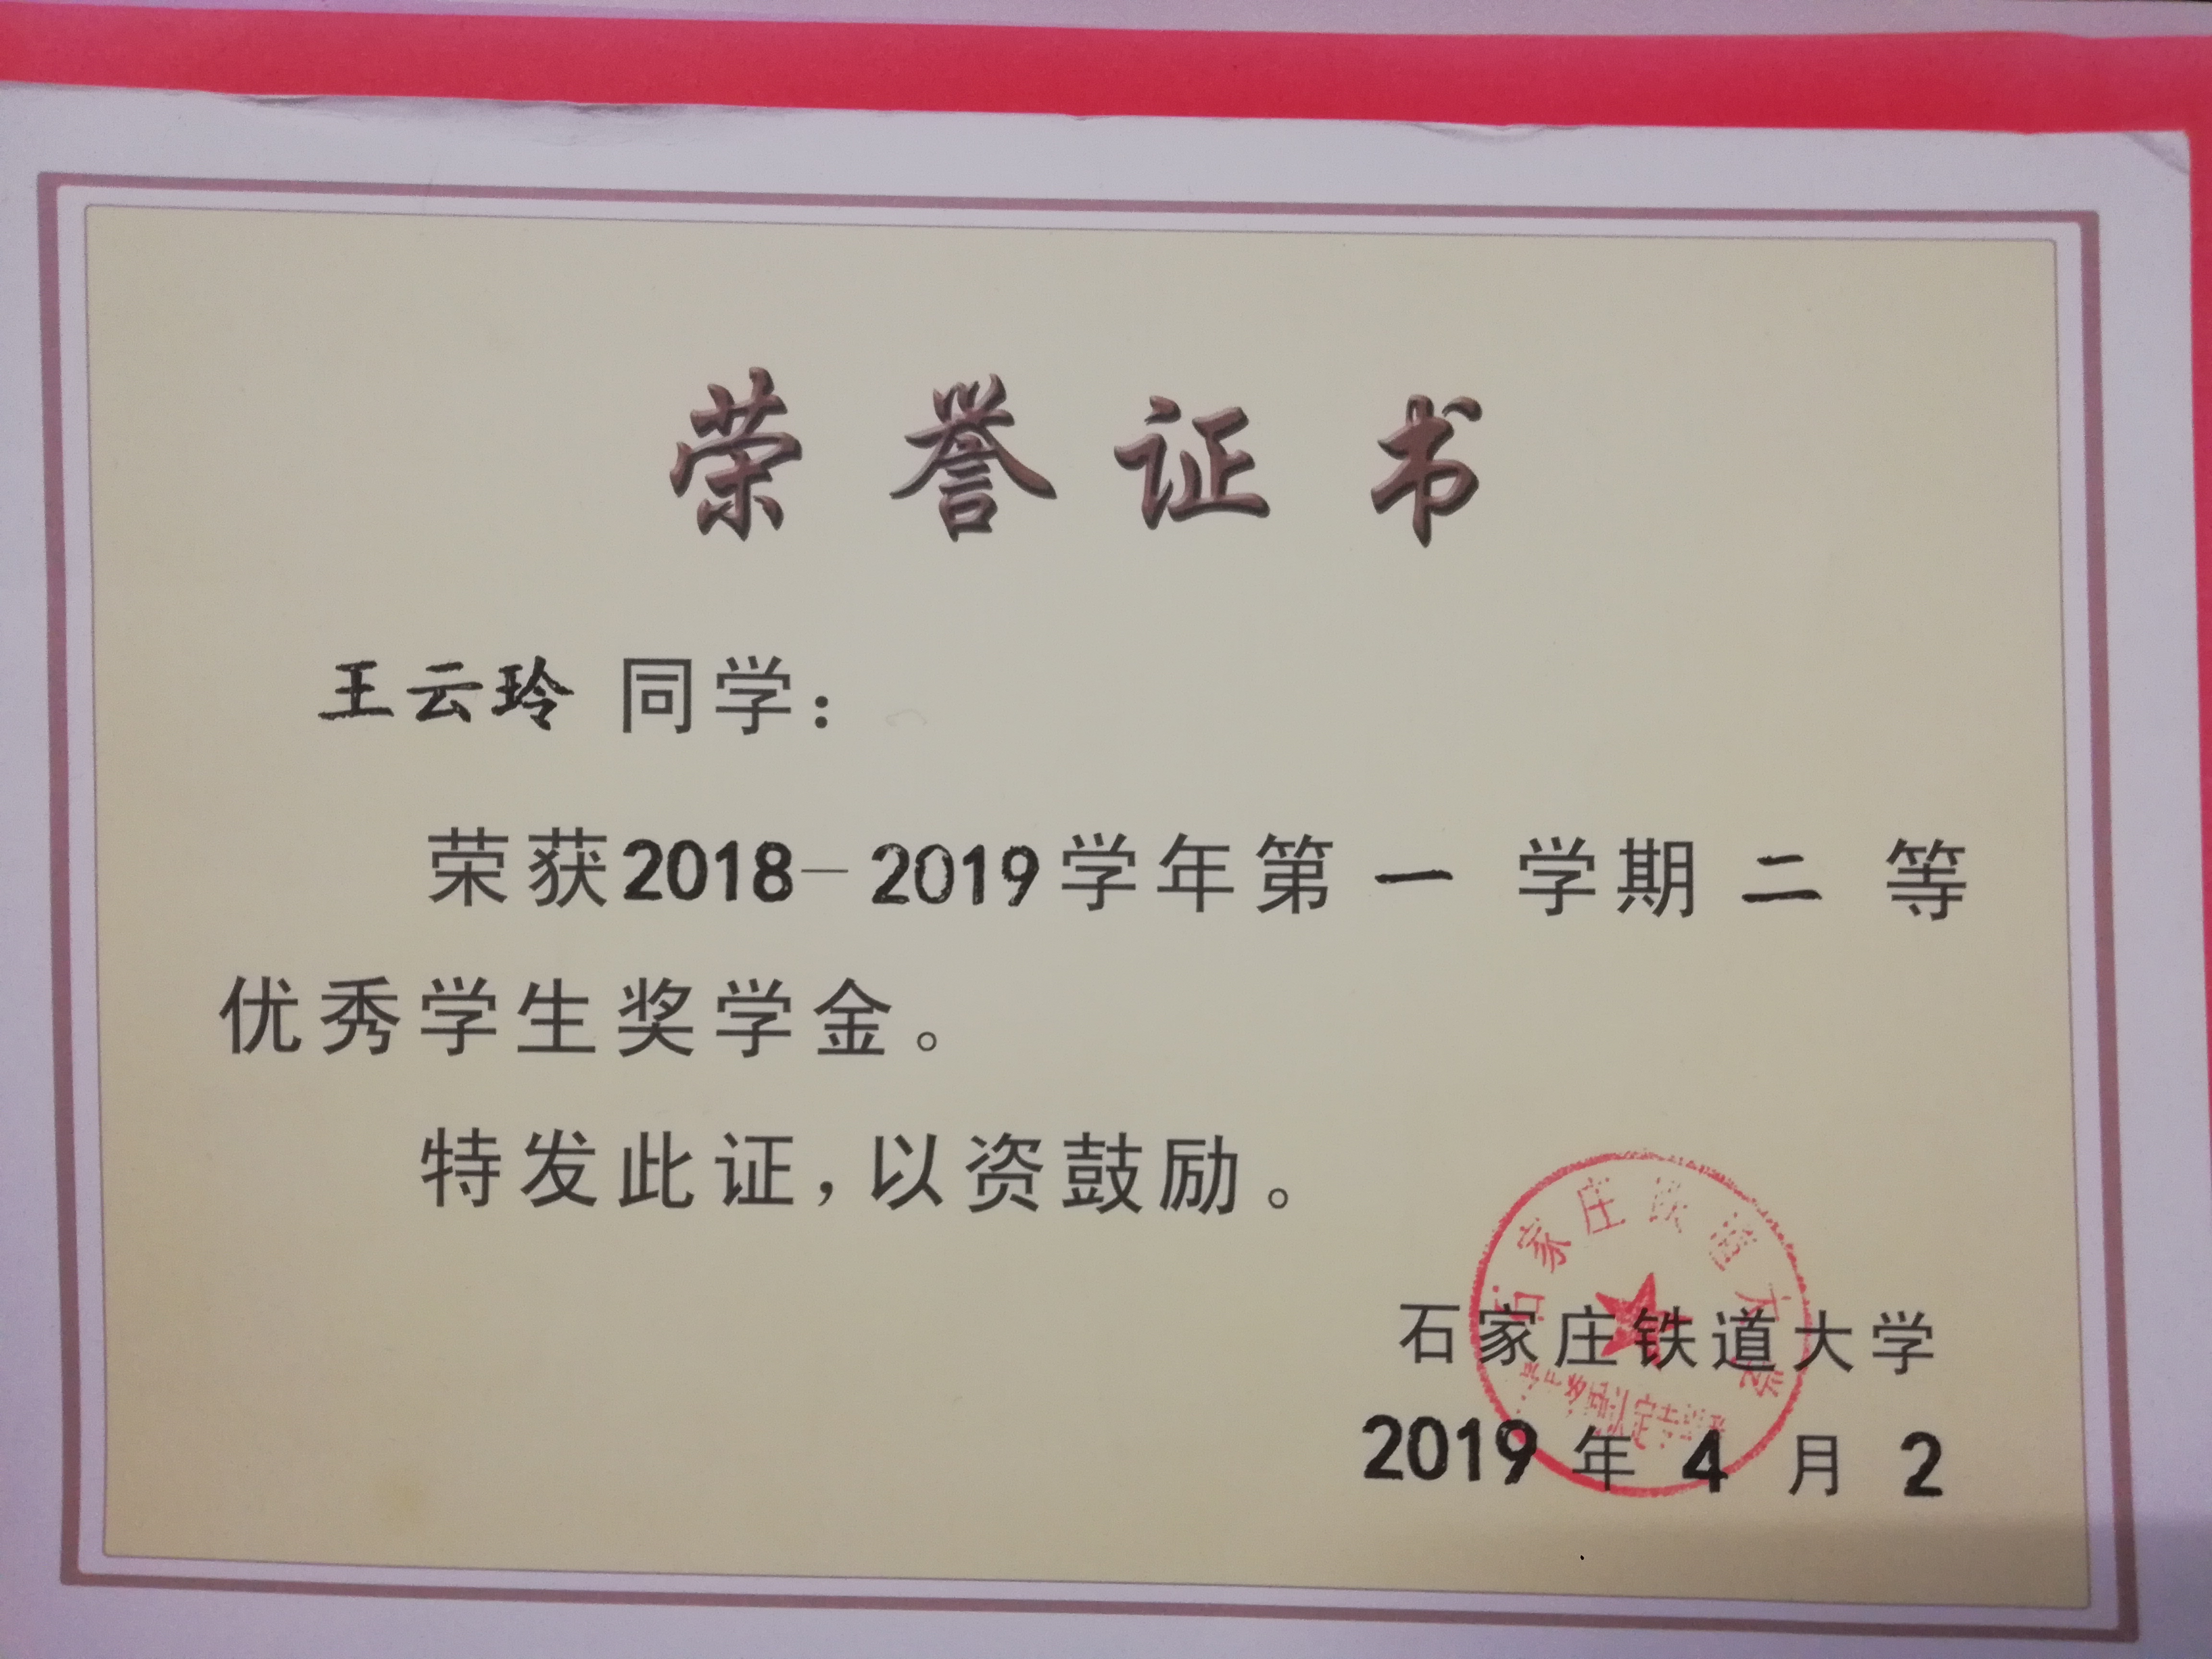 荣誉证书
王云玲 同学：
荣获2018-2019学年第 一 学期 二 等
优秀学生奖学金。
特发此证，以资鼓励。
石家庄铁道大学
石家庄铁道大学
2019 年 4 月 2